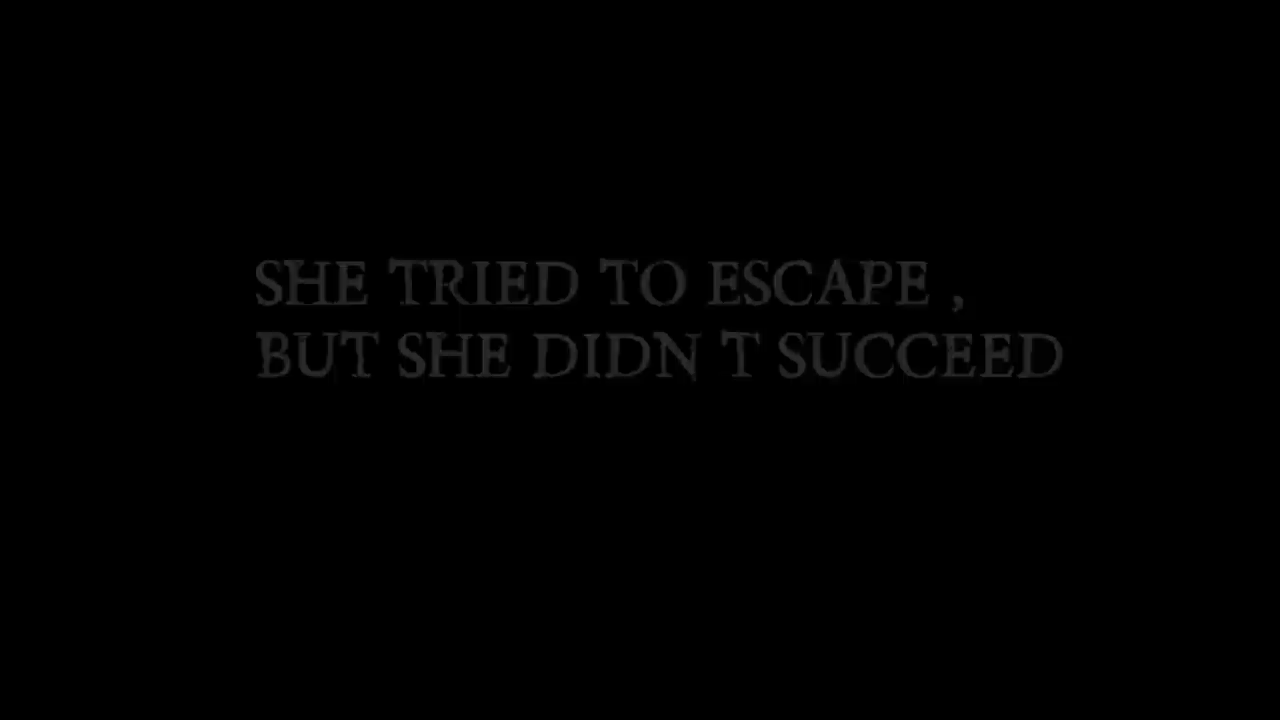 SHE TRIED TO ESCAPE ,
BUT SHE DIDN T SUCCEED